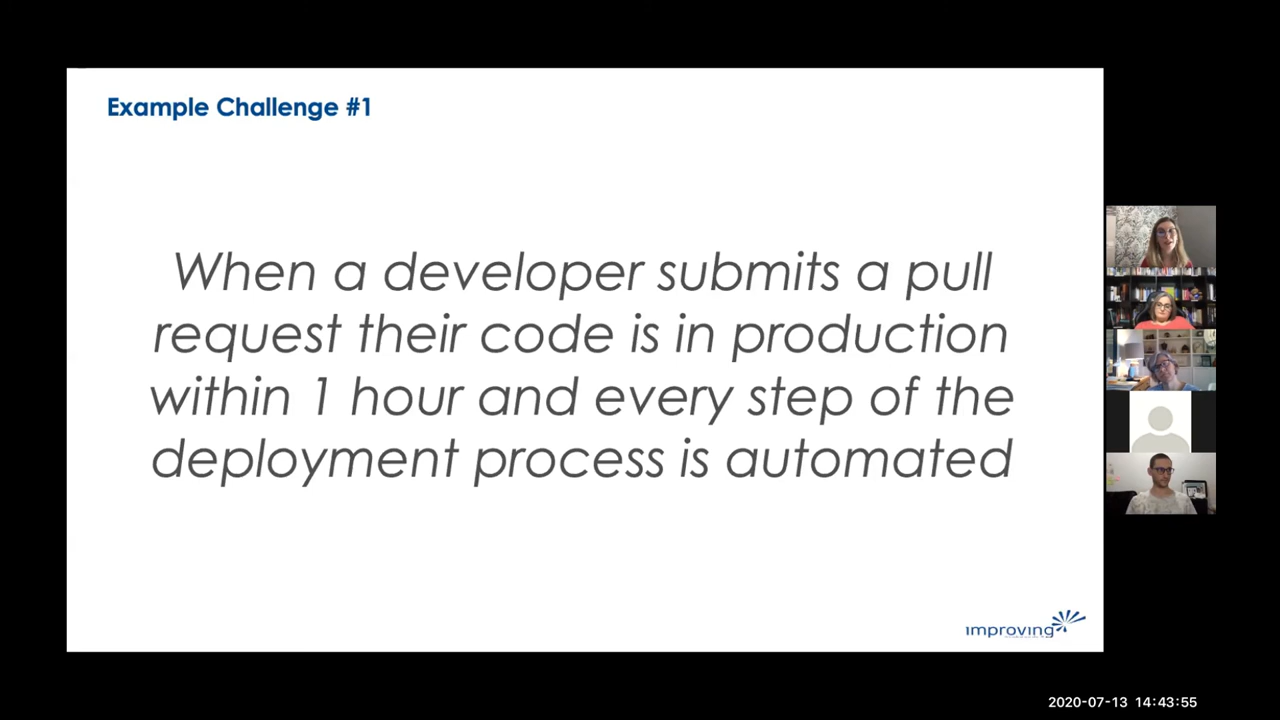 Example Challenge #1
When a developer submits a pull
request their code is in production
within 1 hour and every step of the
deployment process is automated
improving
2020-07-13 14:43:55